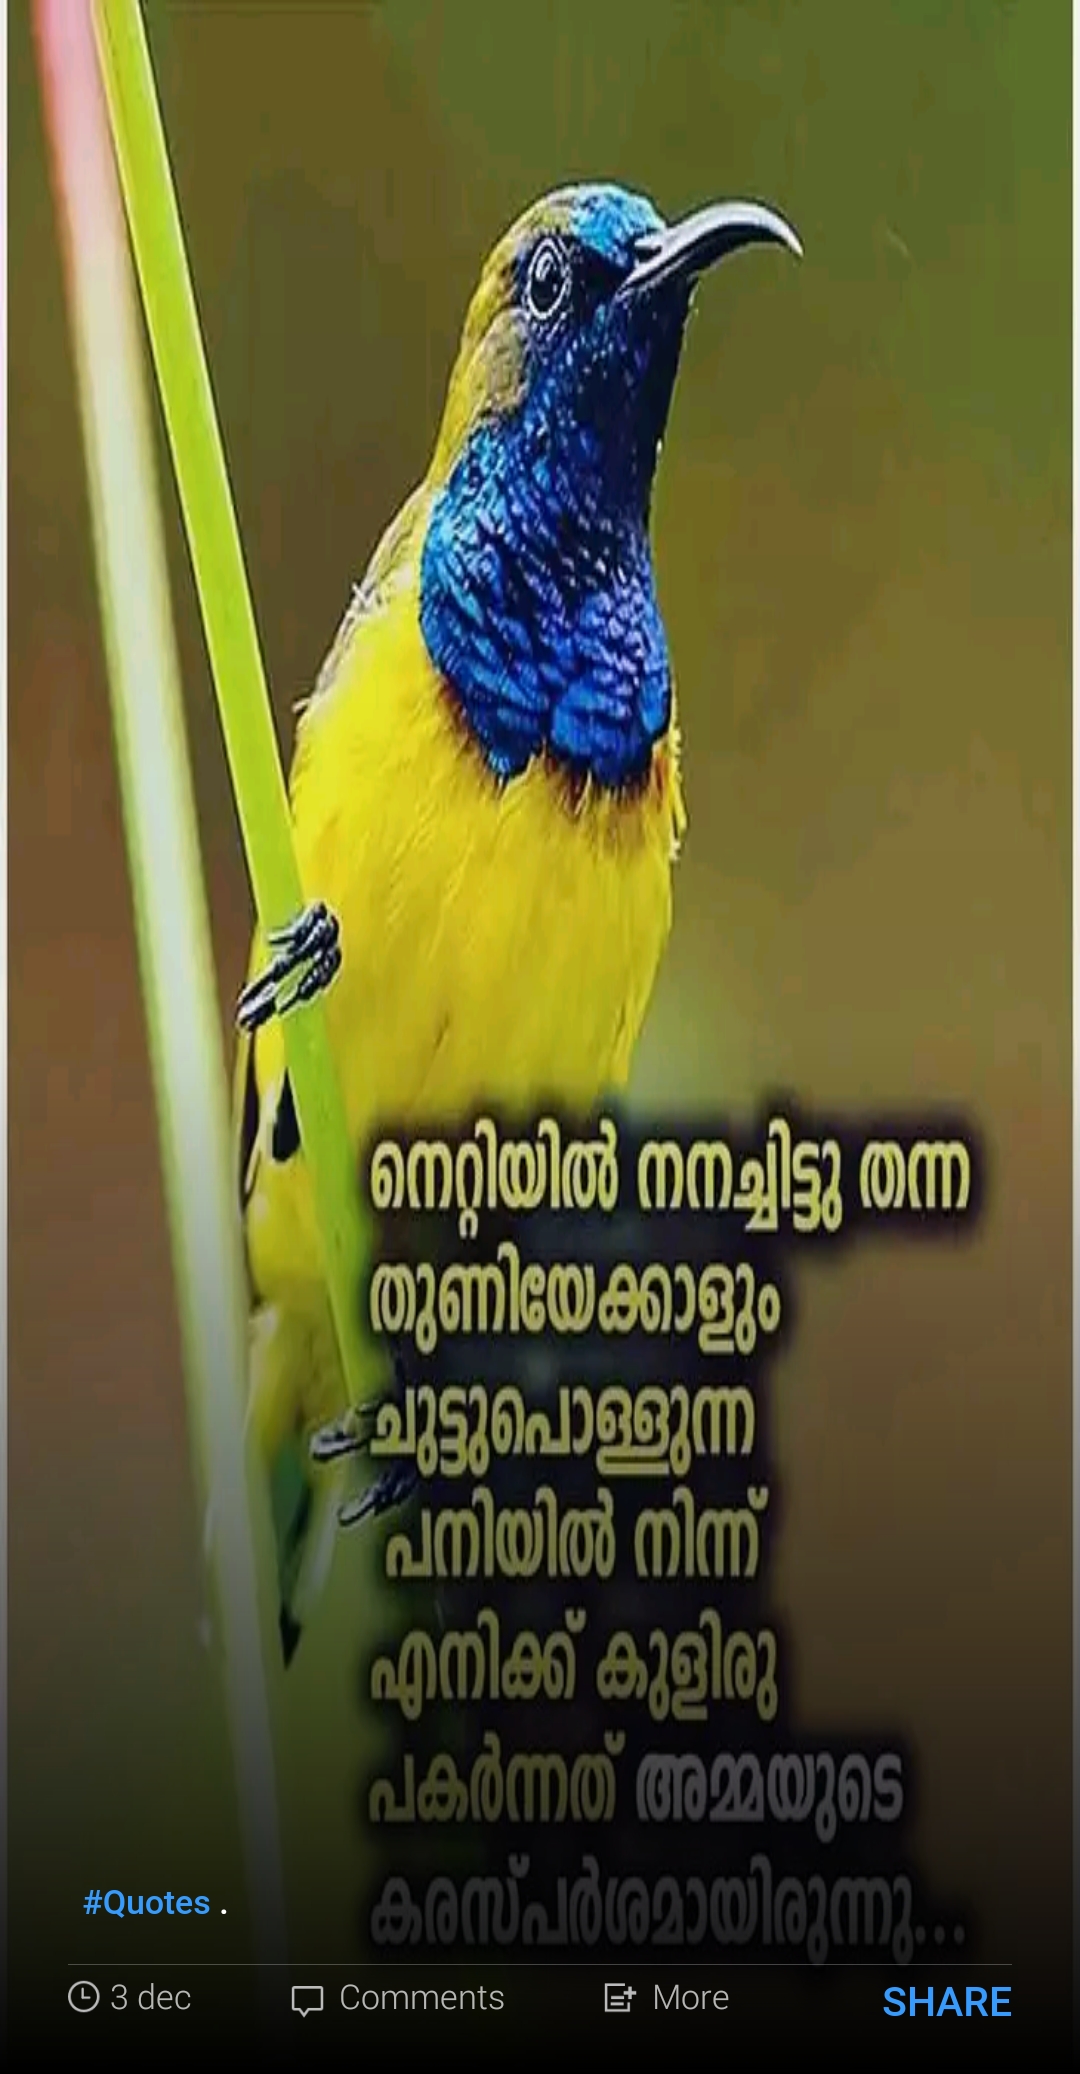 നെറ്റിയിൽ നനച്ചിട്ടു തന്ന
തുണിയേക്കാളും
ചുട്ടുപൊള്ളുന്ന
പനിയിൽ നിന്ന്
എനിക്ക് കുളിരു
പകർന്നത് അമ്മയുടെ
കരസ്പർശമായിരുന്നു...
#Quotes .
3 dec Comments More SHARE